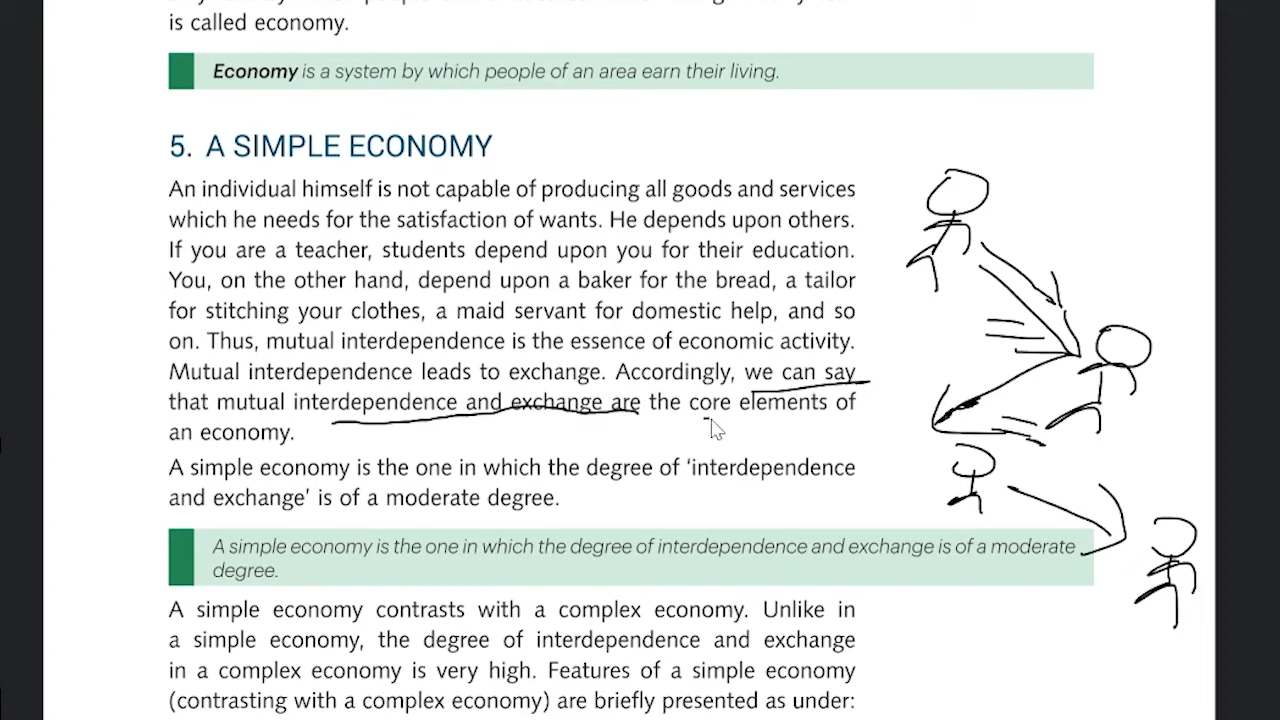 is called economy.
Economy is a system by which people of an area earn their living.
5. A SIMPLE ECONOMY
An individual himself is not capable of producing all goods and services
which he needs for the satisfaction of wants. He depends upon others.
If you are a teacher, students depend upon you for their education.
You, on the other hand, depend upon a baker for the bread, a tailor
for stitching your clothes, a maid servant for domestic help, and so
on. Thus, mutual interdependence is the essence of economic activity.
Mutual interdependence leads to exchange. Accordingly, we can say
that mutual interdependence and exchange are the core elements of
an economy.
A simple economy is the one in which the degree of 'interdependence
and exchange' is of a moderate degree.
A simple economy is the one in which the degree of interdependence and exchange is of a moderate
degree.
A simple economy contrasts with a complex economy. Unlike in
a simple economy, the degree of interdependence and exchange
in a complex economy is very high. Features of a simple economy
(contrasting with a complex economy) are briefly presented as under: